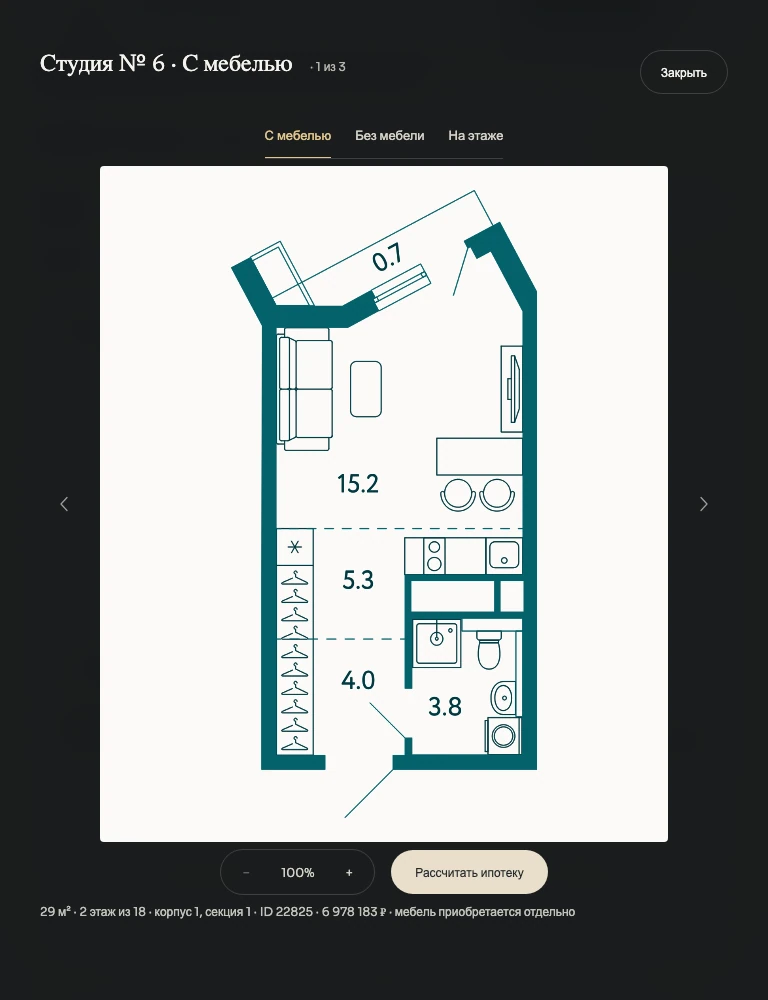 Студия № 6 · С мебелью · 1 из 3
Закрыть
С мебелью Без мебели На этаже
0.7
15.2
5.3
4.0
3.8
− 100% +
Рассчитать ипотеку
29 м² · 2 этаж из 18 · корпус 1, секция 1 · ID 22825 · 6 978 183 ₽ · мебель приобретается отдельно